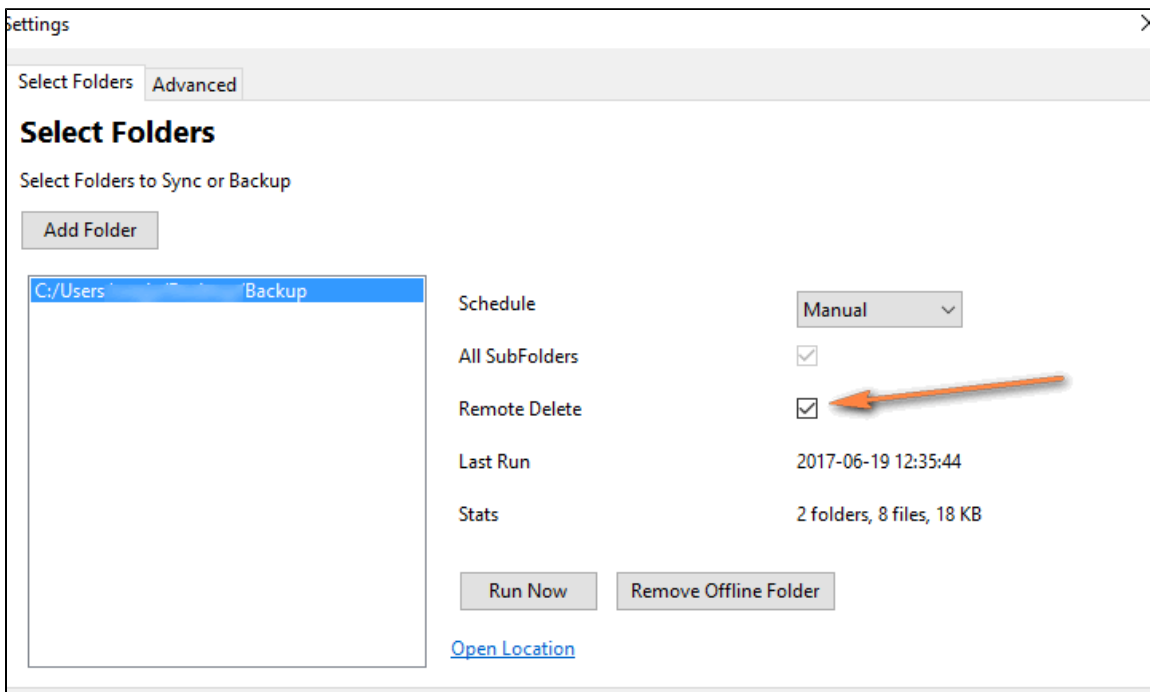 Settings
Select Folders Advanced
Select Folders
Select Folders to Sync or Backup
Add Folder
C:/Users /Backup
Schedule Manual
All SubFolders
Remote Delete
Last Run 2017-06-19 12:35:44
Stats 2 folders, 8 files, 18 KB
Run Now Remove Offline Folder
Open Location